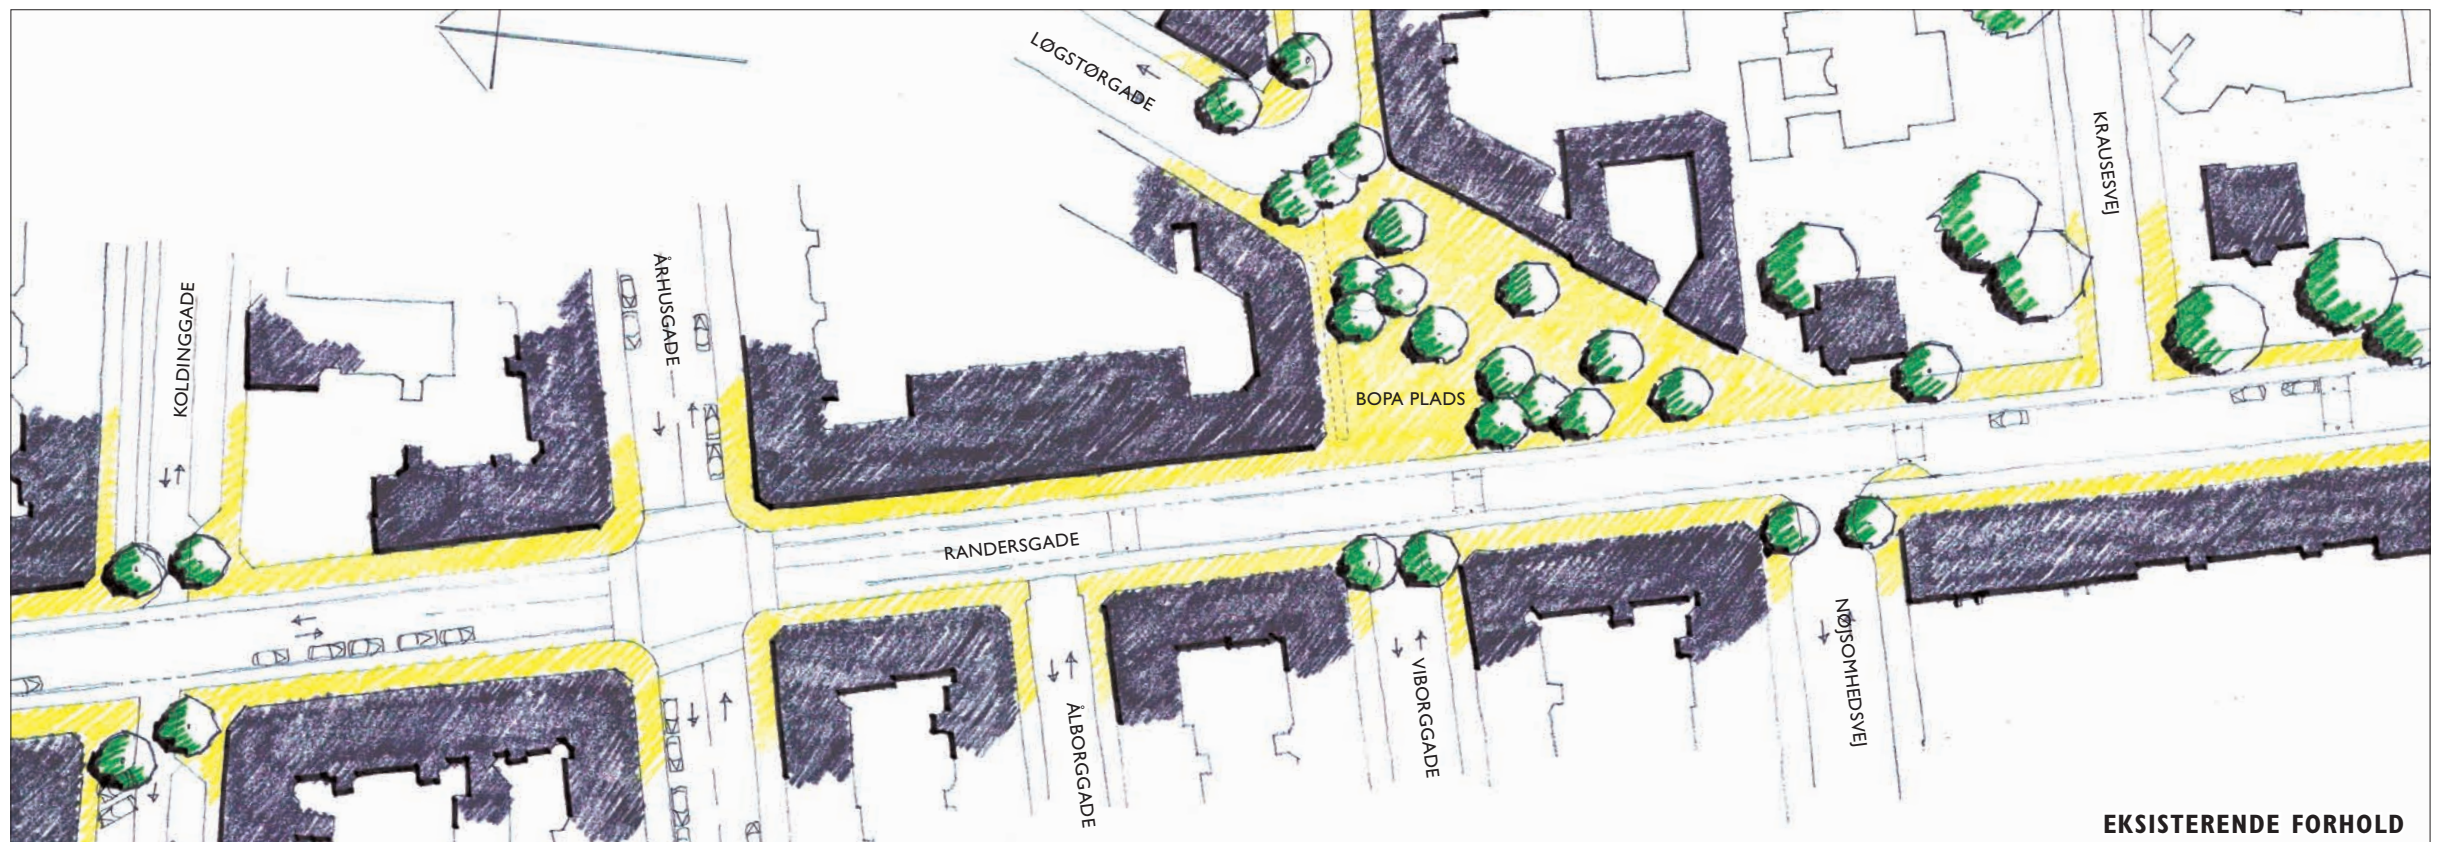 LØGSTØRGADE
KRAUSESVEJ
KOLDINGGADE
ÅRHUSGADE
BOPA PLADS
RANDERSGADE
ÅLBORGGADE
VIBORGGADE
NØJSOMHEDSVEJ
EKSISTERENDE FORHOLD